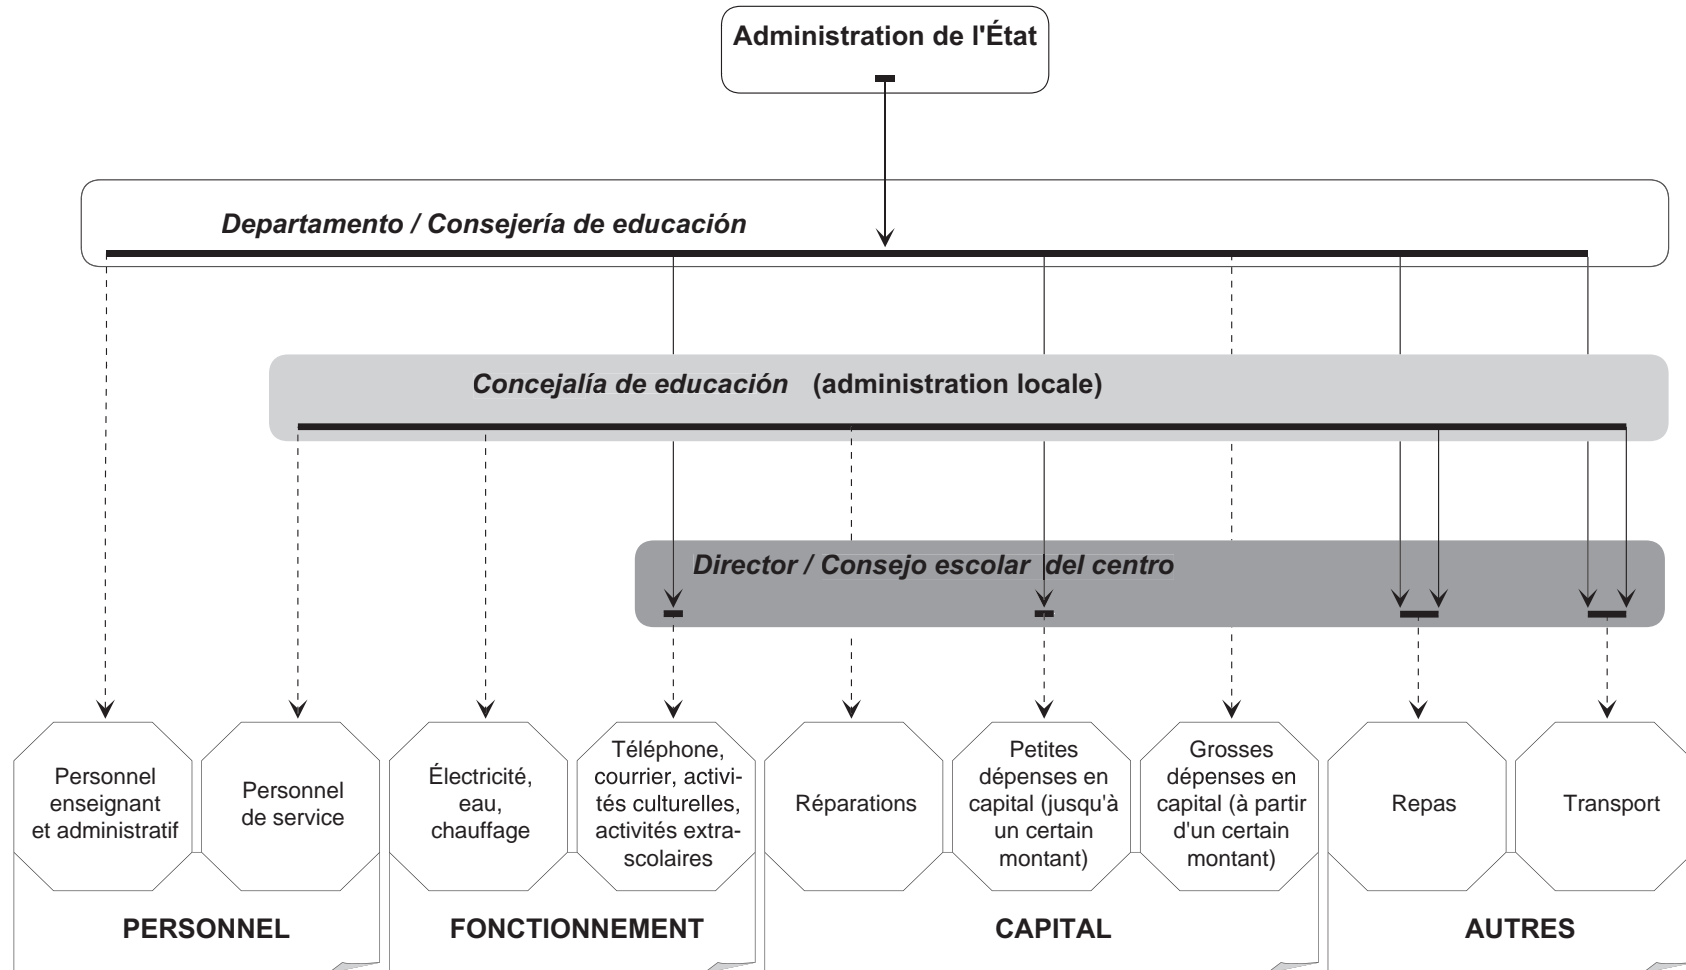 Administration de l'État
Departamento / Consejería de educación
Concejalía de educación (administration locale)
Director / Consejo escolar del centro
Personnel
enseignant
et administratif
Personnel
de service
Électricité,
eau,
chauffage
Téléphone,
courrier, activi-
tés culturelles,
activités extra-
scolaires
Réparations
Petites
dépenses en
capital (jusqu'à
un certain
montant)
Grosses
dépenses en
capital (à partir
d'un certain
montant)
Repas
Transport
PERSONNEL
FONCTIONNEMENT
CAPITAL
AUTRES